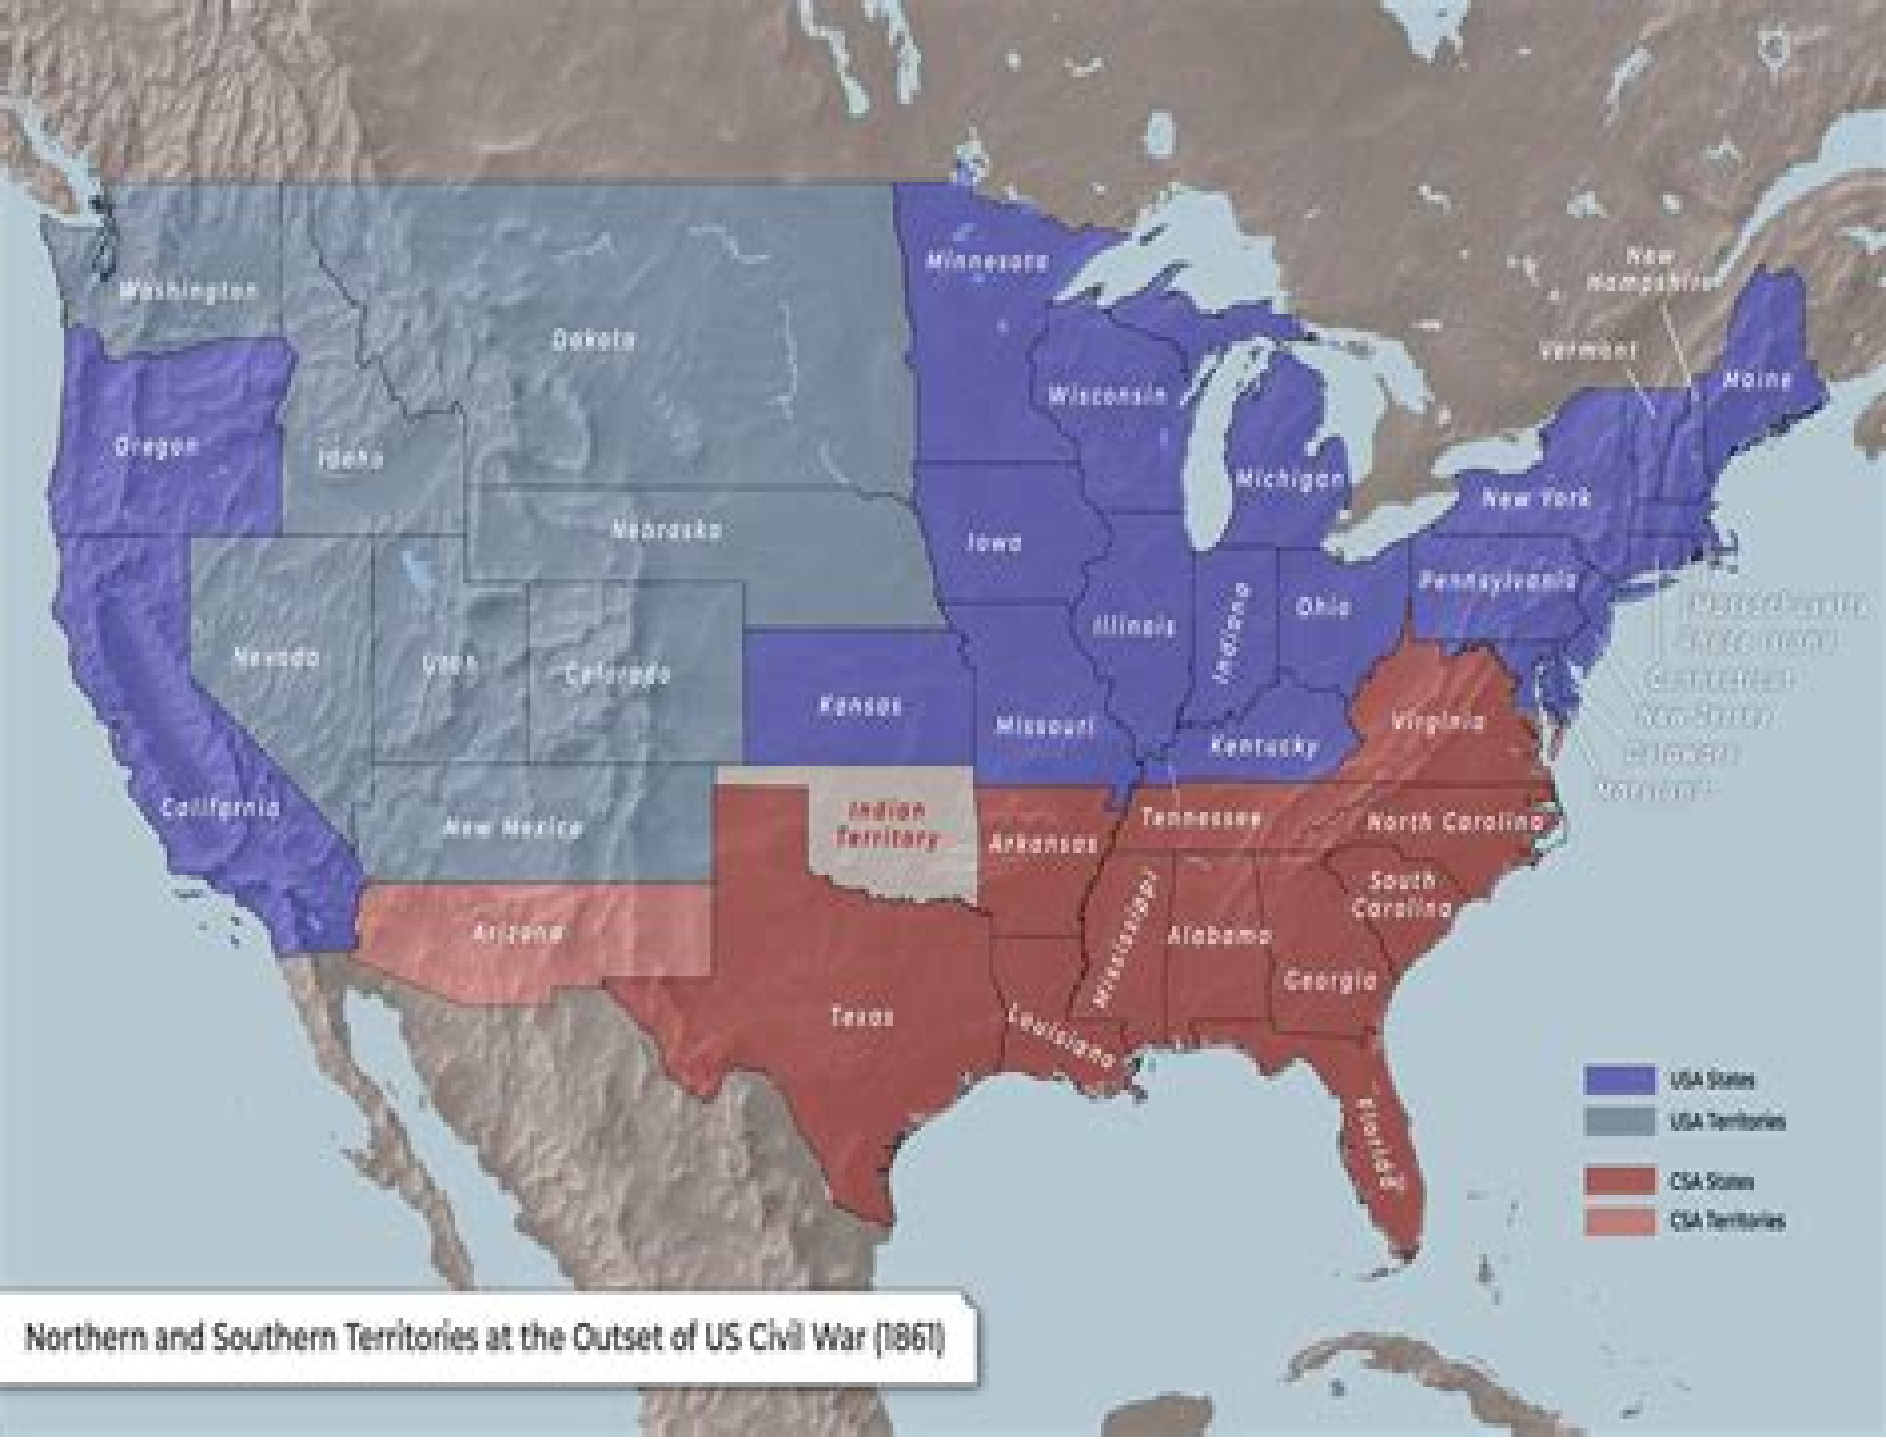 New
Hampshire
Minnesota
Washington
Dakota
Vermont
Maine
Wisconsin
Oregon
Idaho
Michigan
New York
Nebraska
Iowa
Pennsylvania
Ohio
Illinois
Indiana
Nevada
Utah
Colorado
Kansas
Missouri
Virginia
Kentucky
California
Indian
Territory
New Mexico
Tennessee
North Carolina
Arkansas
South
Carolina
Mississippi
Alabama
Arizona
Georgia
Texas
Louisiana
Florida
USA States
USA Territories
CSA States
CSA Territories
Northern and Southern Territories at the Outset of US Civil War (1861)